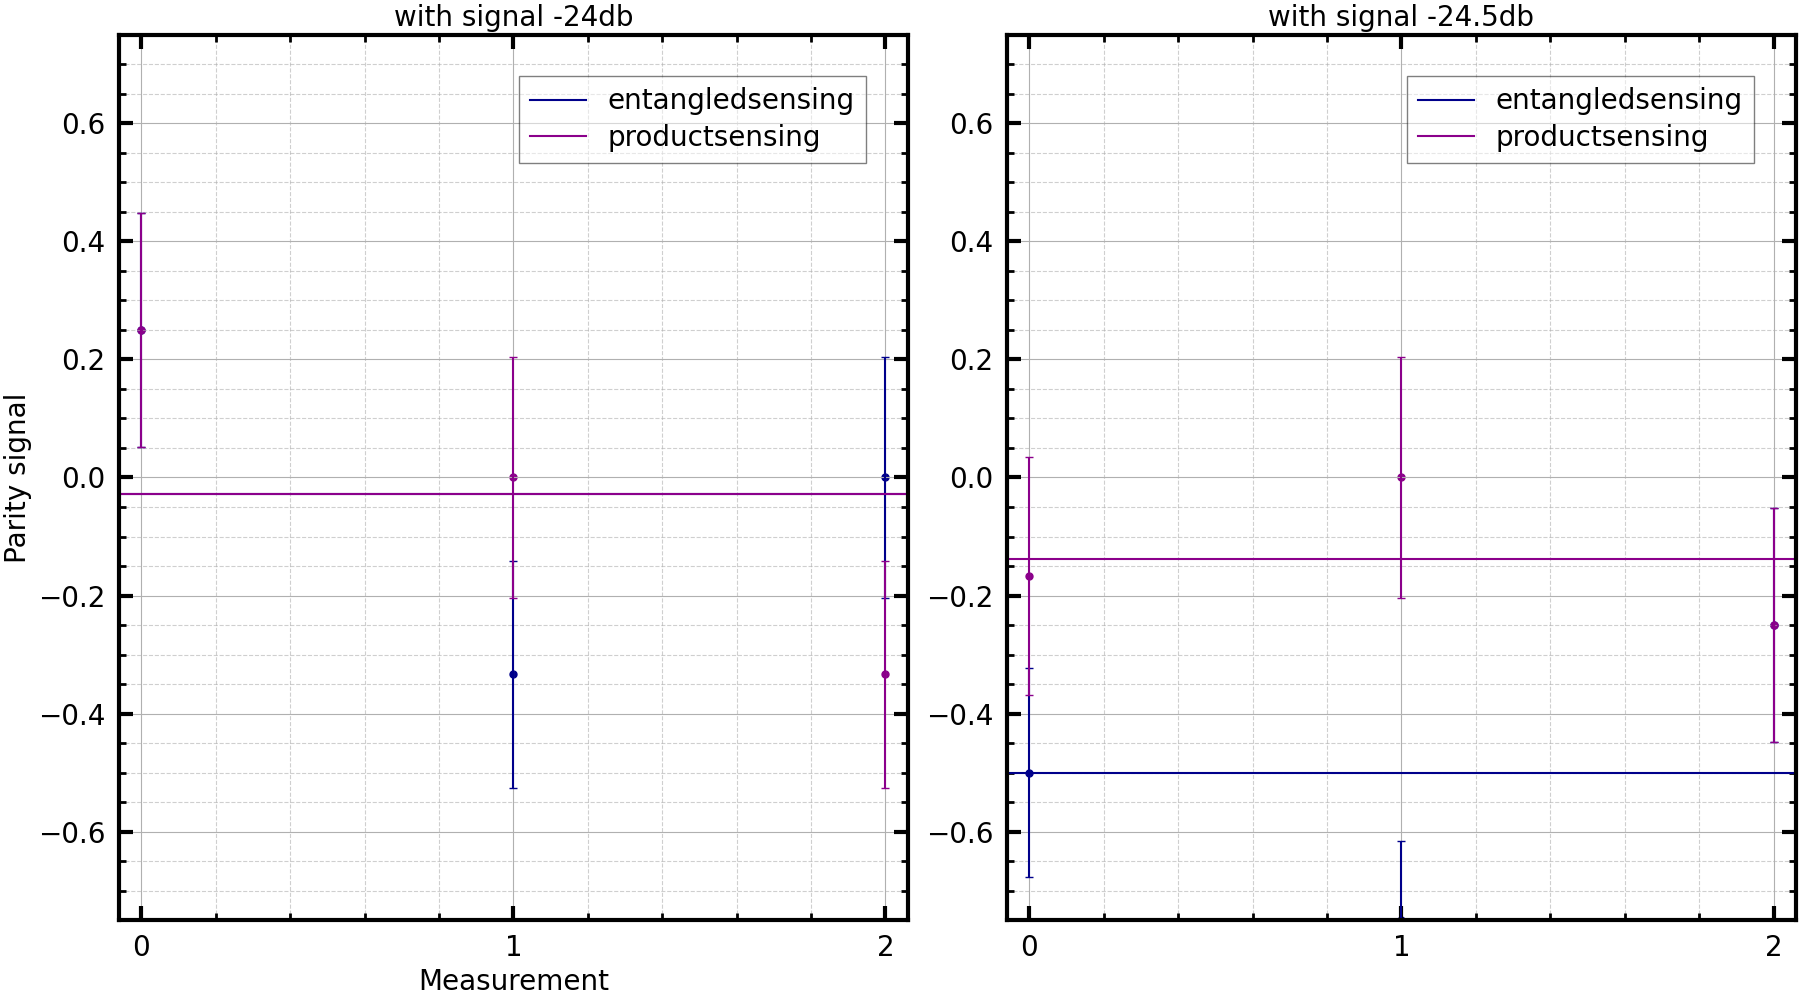 with signal -24db
entangledsensing
productsensing
0.6
0.4
0.2
0.0
−0.2
−0.4
−0.6
0
1
2
Parity signal
Measurement
with signal -24.5db
entangledsensing
productsensing
0.6
0.4
0.2
0.0
−0.2
−0.4
−0.6
0
1
2